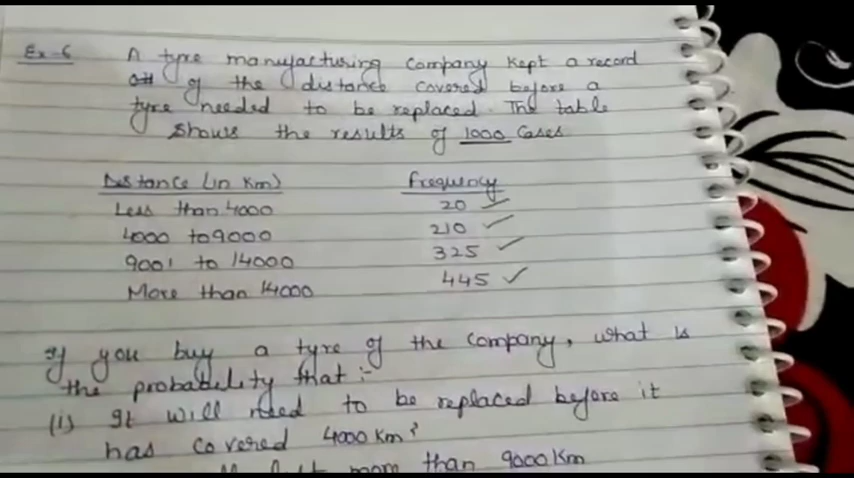 Ex-6 A tyre manufacturing company kept a record
of the distance covered before a
tyre needed to be replaced. The table
shows the results of 1000 cases
Distance (in Km) Frequency
Less than 4000 20
4000 to 9000 210
9001 to 14000 325
More than 14000 445
If you buy a tyre of the company, what is
the probability that :-
(i) It will need to be replaced before it
has covered 4000 Km?
more than 9000 Km